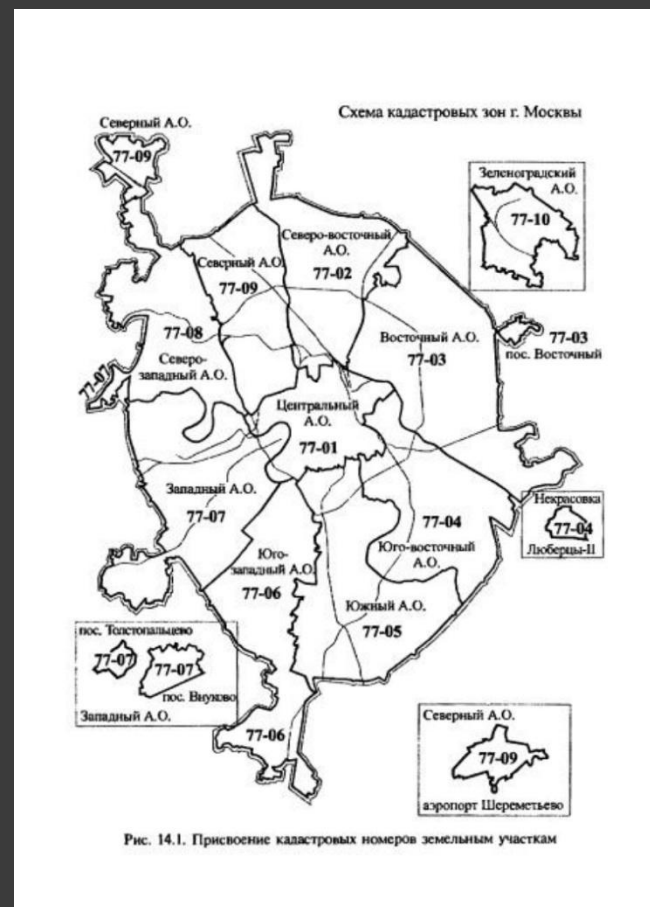 Схема кадастровых зон г. Москвы
Северный А.О.
77-09
Зеленоградский
А.О.
77-10
Северо-восточный
А.О.
77-02
Северный А.О.
77-09
77-08
Северо-
западный А.О.
77-07
Восточный А.О.
77-03
77-03
пос. Восточный
Центральный
А.О.
77-01
Западный А.О.
77-07
77-04
Юго-восточный
А.О.
Некрасовка
77-04
Люберцы-II
Юго-
западный А.О.
77-06
Южный А.О.
77-05
пос. Толстопальцево
77-07
77-07
пос. Внуково
Западный А.О.
77-06
Северный А.О.
77-09
аэропорт Шереметьево
Рис. 14.1. Присвоение кадастровых номеров земельным участкам